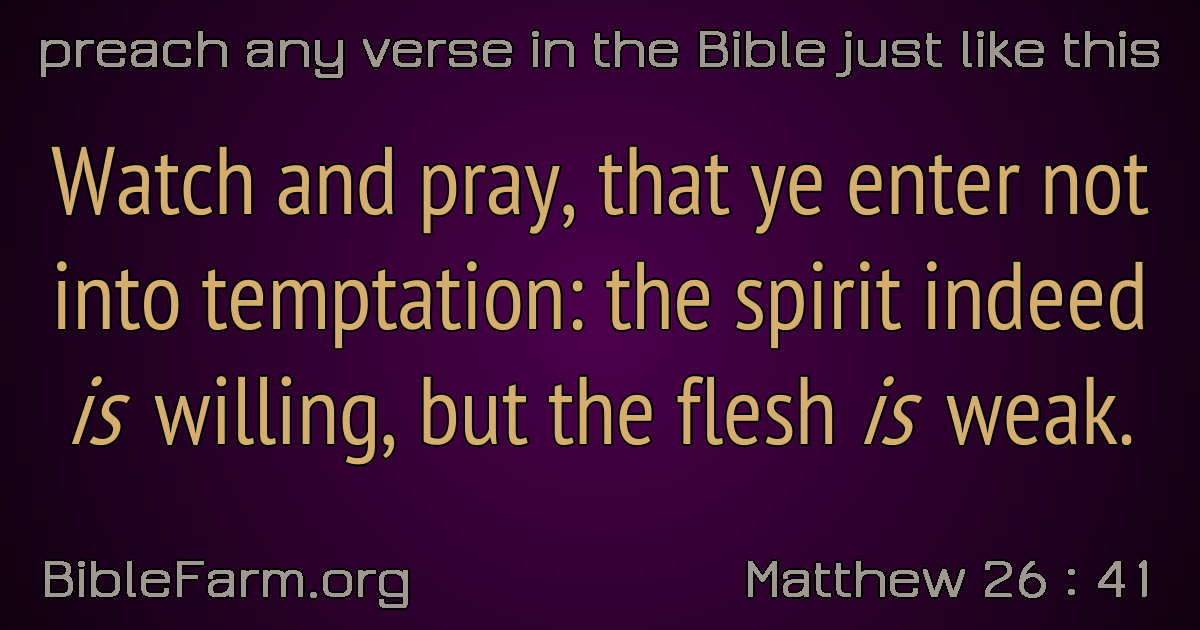 preach any verse in the Bible just like this
Watch and pray, that ye enter not
into temptation: the spirit indeed
is willing, but the flesh is weak.
BibleFarm.org
Matthew 26 : 41